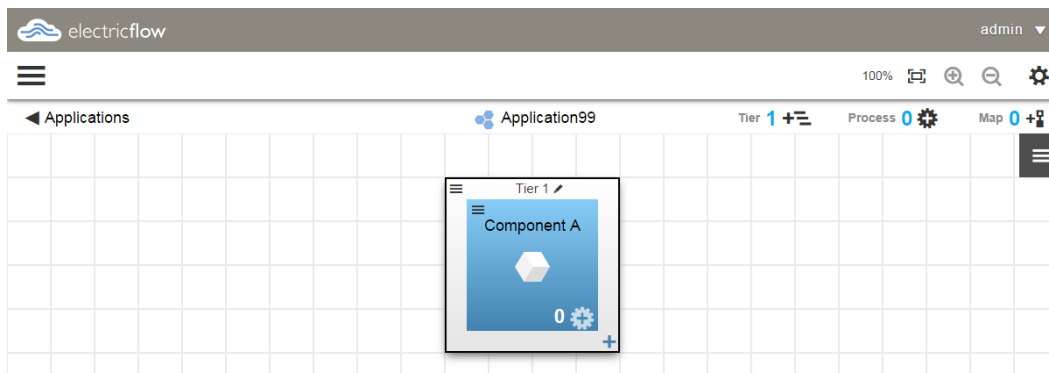 electricflow
admin
100%
Applications
Application99
Tier 1
Process 0
Map 0
Tier 1
Component A
0